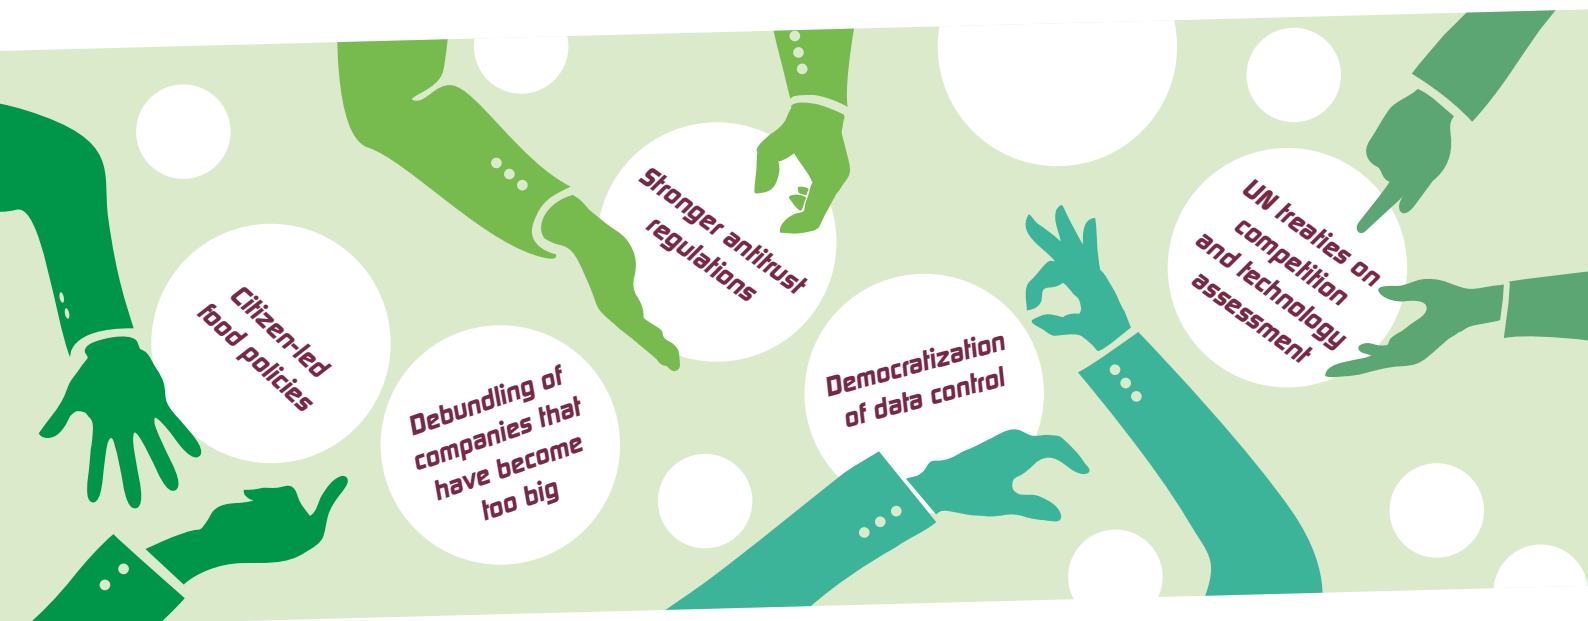 Citizen-led
food policies
Debundling of
companies that
have become
too big
Stronger antitrust
regulations
Democratization
of data control
UN treaties on
competition
and technology
assessment